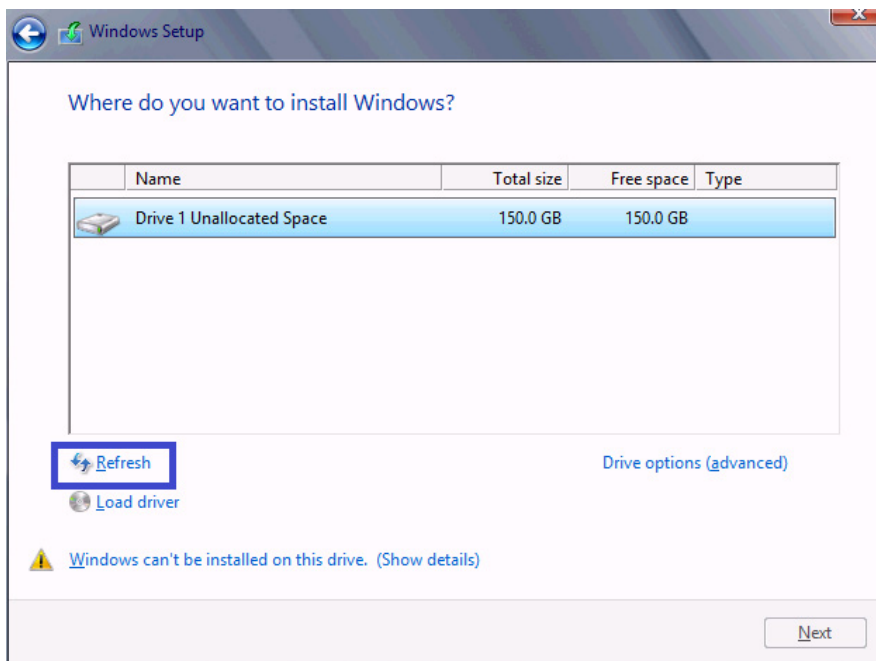 Windows Setup
Where do you want to install Windows?
Name Total size Free space Type
Drive 1 Unallocated Space 150.0 GB 150.0 GB
Refresh Drive options (advanced)
Load driver
Windows can't be installed on this drive. (Show details)
Next